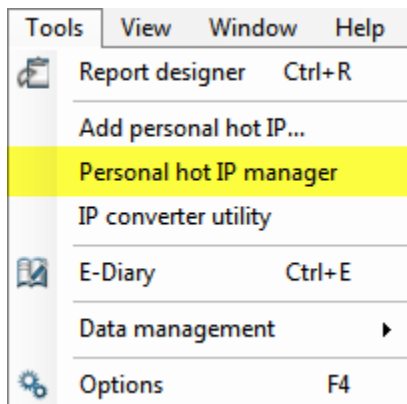 Tools View Window Help
Report designer Ctrl+R
Add personal hot IP...
Personal hot IP manager
IP converter utility
E-Diary Ctrl+E
Data management
Options F4